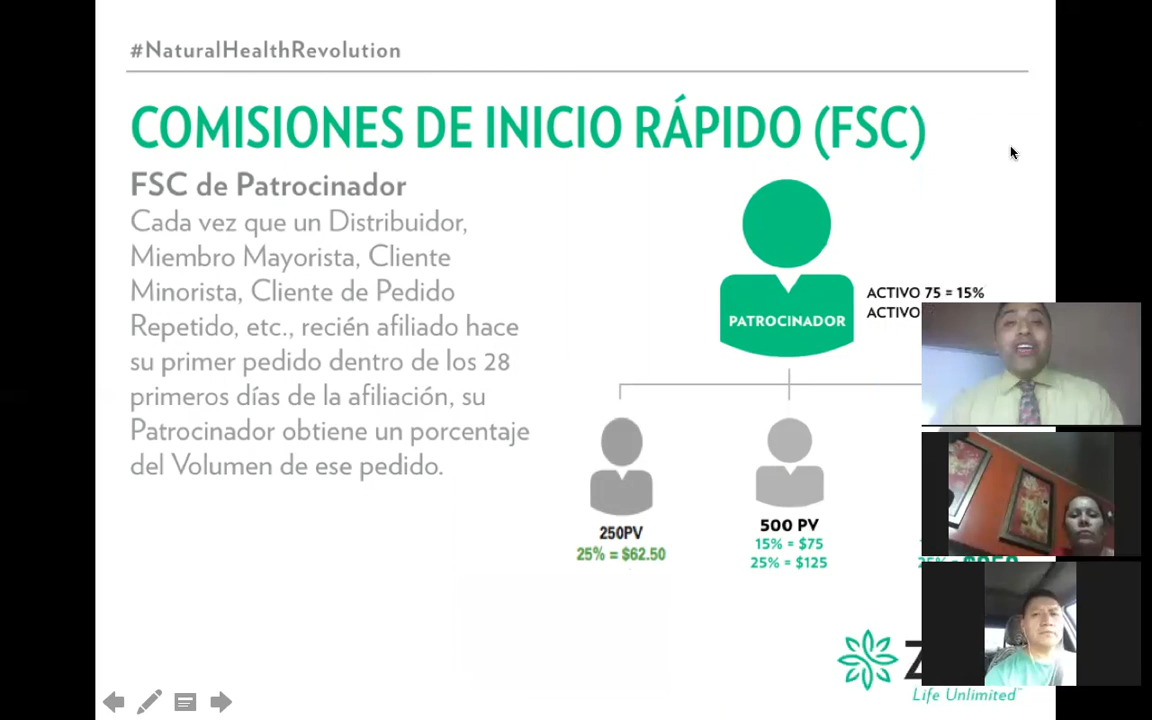 #NaturalHealthRevolution
COMISIONES DE INICIO RÁPIDO (FSC)
FSC de Patrocinador
Cada vez que un Distribuidor,
Miembro Mayorista, Cliente
Minorista, Cliente de Pedido
Repetido, etc., recién afiliado hace
su primer pedido dentro de los 28
primeros días de la afiliación, su
Patrocinador obtiene un porcentaje
del Volumen de ese pedido.
PATROCINADOR
ACTIVO 75 = 15%
ACTIVO
250PV
25% = $62.50
500 PV
15% = $75
25% = $125
Z
Life Unlimited™